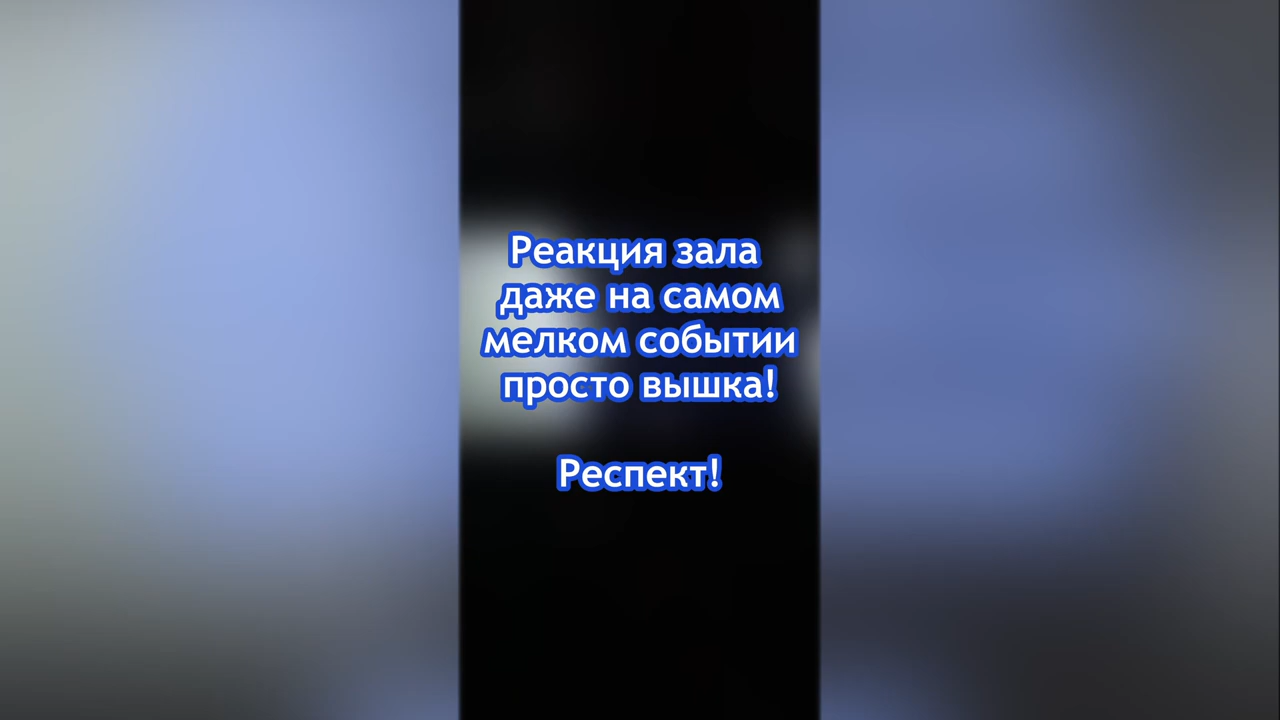 Реакция зала
даже на самом
мелком событии
просто вышка!
Респект!